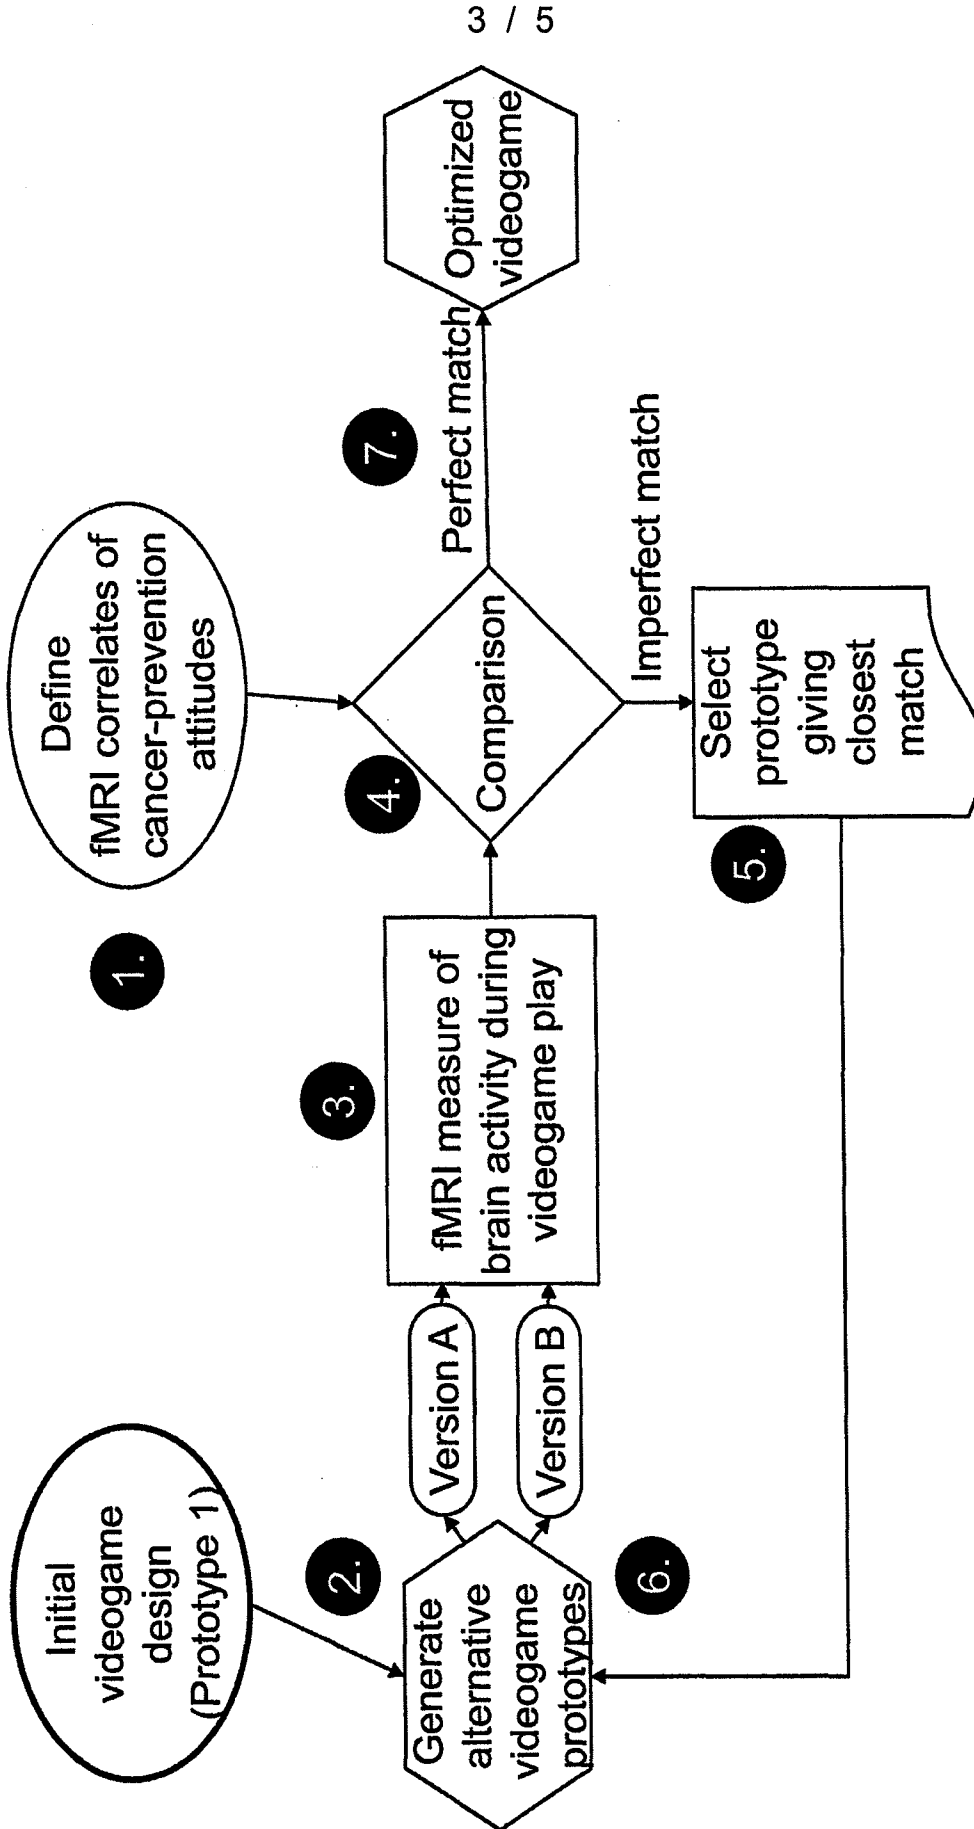 3 / 5
Initial
videogame
design
(Prototype 1)
1.
Define
fMRI correlates of
cancer-prevention
attitudes
2.
Generate
alternative
videogame
prototypes
6.
Version A
Version B
3.
fMRI measure of
brain activity during
videogame play
4.
Comparison
7.
Perfect match
Optimized
videogame
Imperfect match
5.
Select
prototype
giving
closest
match